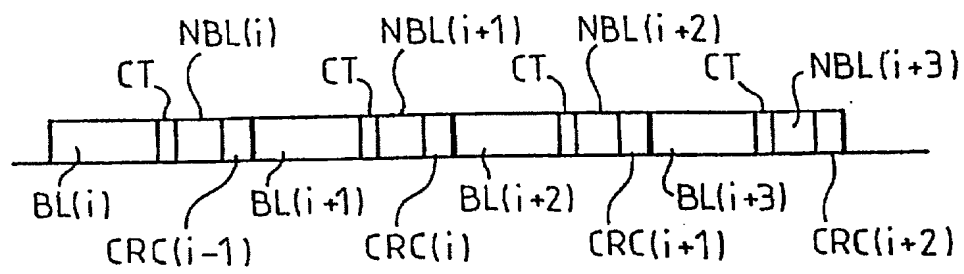 NBL(i) NBL(i+1) NBL(i+2)
CT CT CT CT NBL(i+3)
BL(i) BL(i+1) BL(i+2) BL(i+3)
CRC(i-1) CRC(i) CRC(i+1) CRC(i+2)